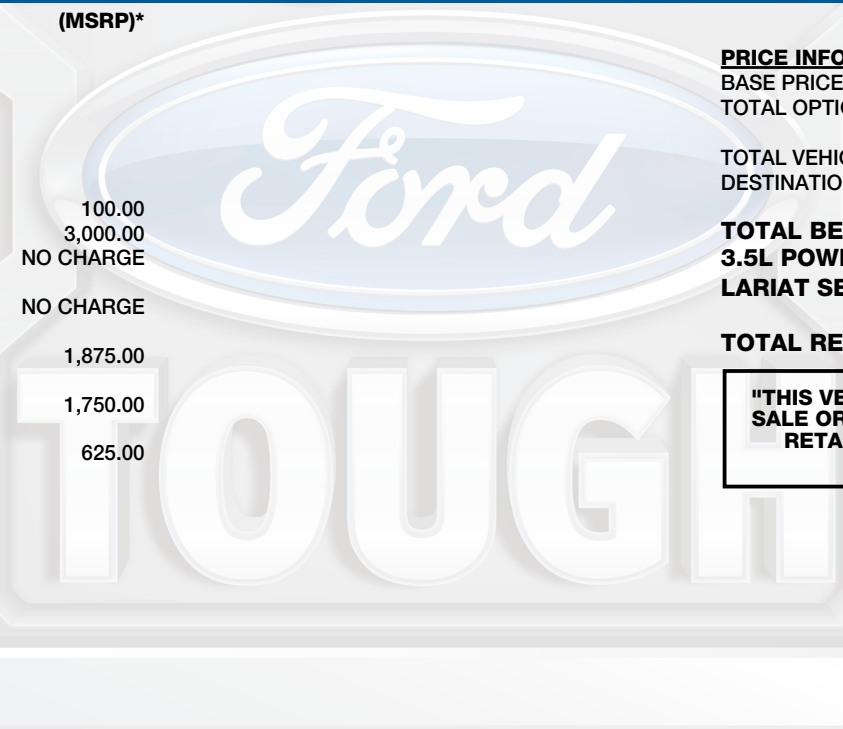 (MSRP)*
100.00
3,000.00
NO CHARGE
NO CHARGE
1,875.00
1,750.00
625.00
Ford
TOUGH
PRICE INFO
BASE PRICE
TOTAL OPTIO
TOTAL VEHIC
DESTINATIO
TOTAL BE
3.5L POWE
LARIAT SE
TOTAL RE
"THIS VE
SALE OR
RETA